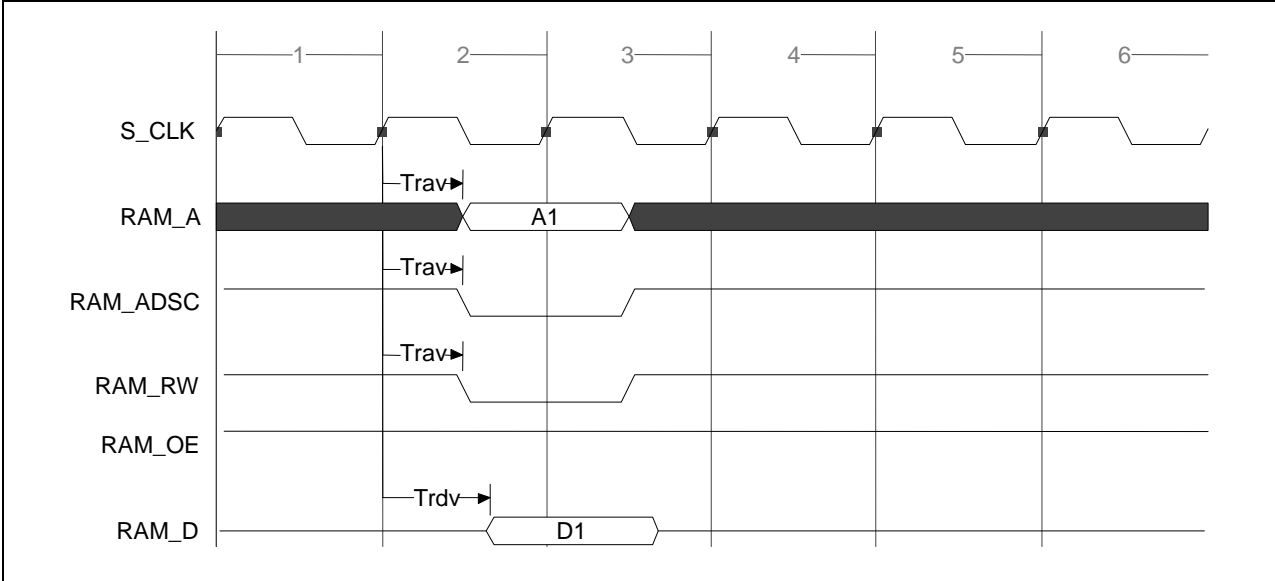 1 2 3 4 5 6
S_CLK
Trav
RAM_A A1
Trav
RAM_ADSC
Trav
RAM_RW
RAM_OE
Trdv
RAM_D D1